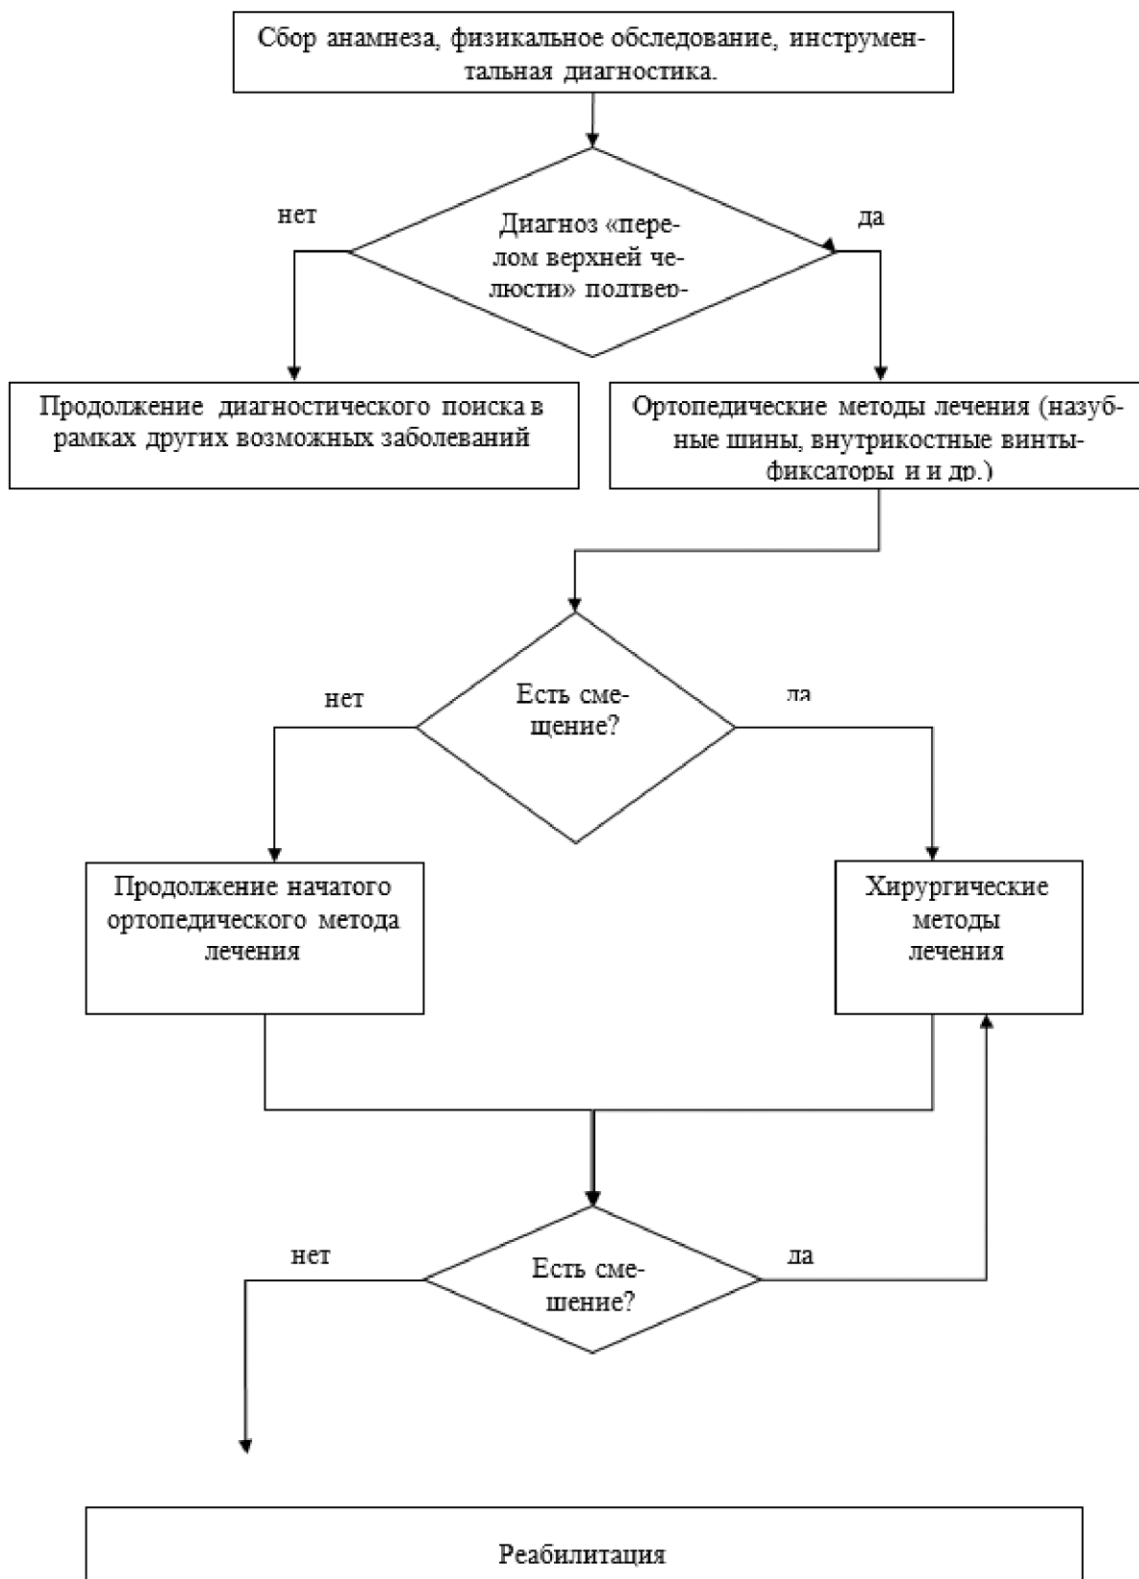 Сбор анамнеза, физикальное обследование, инструмен-
тальная диагностика.
нет
да
Диагноз «пере-
лом верхней че-
люсти» подтвер-
Продолжение диагностического поиска в
рамках других возможных заболеваний
Ортопедические методы лечения (назуб-
ные шины, внутрикостные винты-
фиксаторы и и др.)
нет
да
Есть сме-
щение?
Продолжение начатого
ортопедического метода
лечения
Хирургические
методы
лечения
нет
да
Есть сме-
щение?
Реабилитация